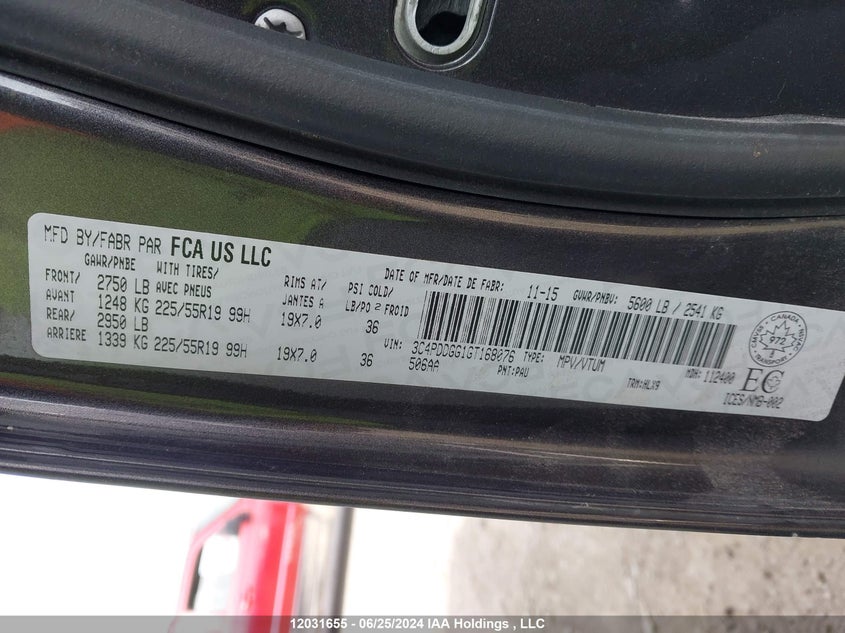 MFD BY/FABR PAR FCA US LLC
DATE OF MFR/DATE DE FABR: 11-15 GVWR/PNBV: 5600 LB / 2541 KG
GAWR/PNBE WITH TIRES/ RIMS AT/ PSI COLD/
FRONT/ 2750 LB AVEC PNEUS JANTES A LB/PO 2 FROID
AVANT 1248 KG 225/55R19 99H 19X7.0 36
REAR/ 2950 LB
ARRIERE 1339 KG 225/55R19 99H 19X7.0 36
VIN: 3C4PDDGG1GT168076 TYPE: MPV/VTUM MDH: 112400
506AA PNT:PAU TRM:HLX9
CANADA
972
TRANSPORT
EC
ICES/NMB-002
12031655 - 06/25/2024 IAA Holdings , LLC